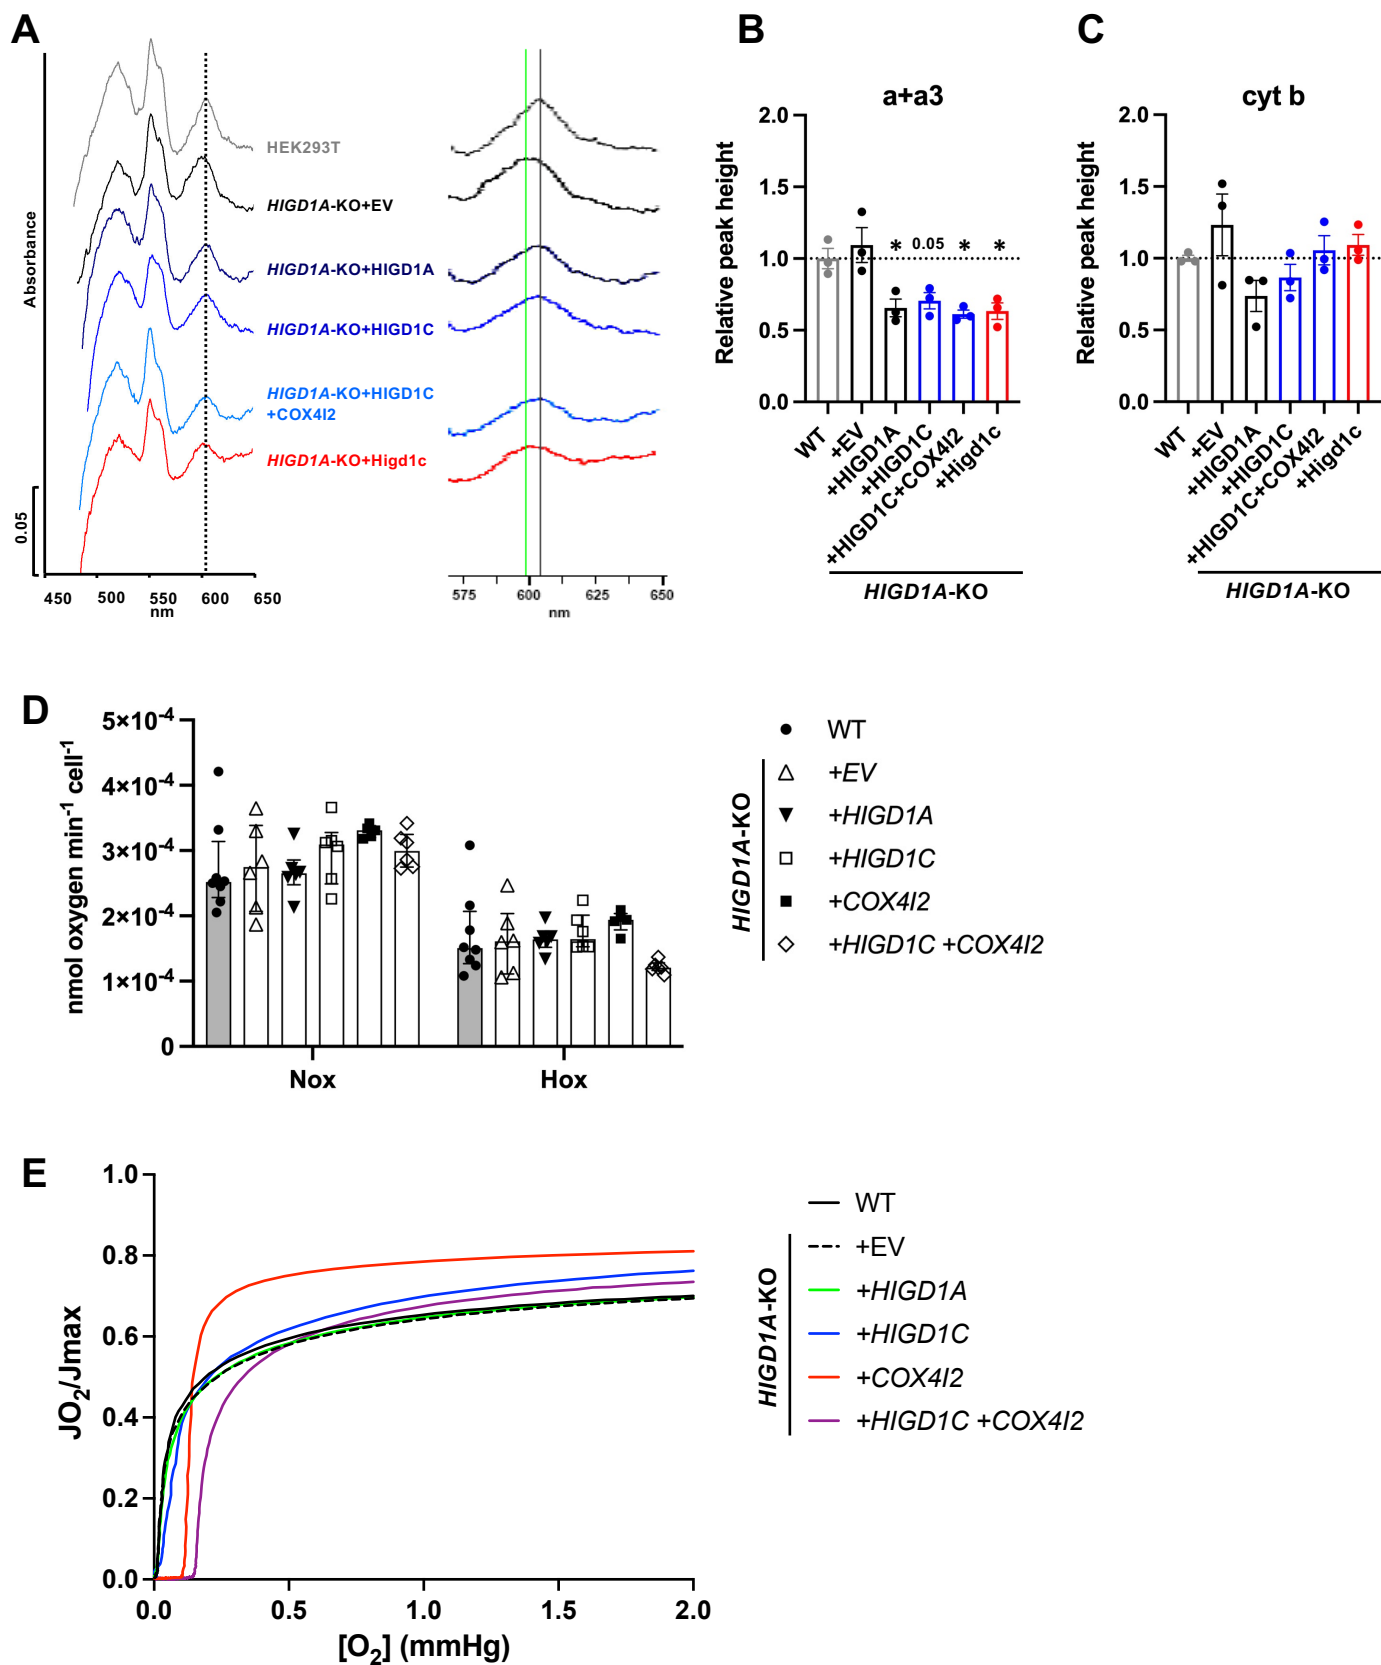 A
Absorbance
0.05
HEK293T
HIGD1A-KO+EV
HIGD1A-KO+HIGD1A
HIGD1A-KO+HIGD1C
HIGD1A-KO+HIGD1C
+COX4I2
HIGD1A-KO+Higd1c
450 500 550 600 650
nm
575 600 625 650
nm
B
a+a3
Relative peak height
2.0
1.5
1.0
0.5
0.0
* 0.05 * *
WT
+EV
+HIGD1A
+HIGD1C
+HIGD1C+COX4I2
+Higd1c
HIGD1A-KO
C
cyt b
Relative peak height
2.0
1.5
1.0
0.5
0.0
WT
+EV
+HIGD1A
+HIGD1C
+HIGD1C+COX4I2
+Higd1c
HIGD1A-KO
D
nmol oxygen min⁻¹ cell⁻¹
5×10⁻⁴
4×10⁻⁴
3×10⁻⁴
2×10⁻⁴
1×10⁻⁴
0
Nox Hox
WT
HIGD1A-KO
+EV
+HIGD1A
+HIGD1C
+COX4I2
+HIGD1C +COX4I2
E
JO₂/Jmax
1.0
0.8
0.6
0.4
0.2
0.0
0.0 0.5 1.0 1.5 2.0
[O₂] (mmHg)
WT
HIGD1A-KO
+EV
+HIGD1A
+HIGD1C
+COX4I2
+HIGD1C +COX4I2